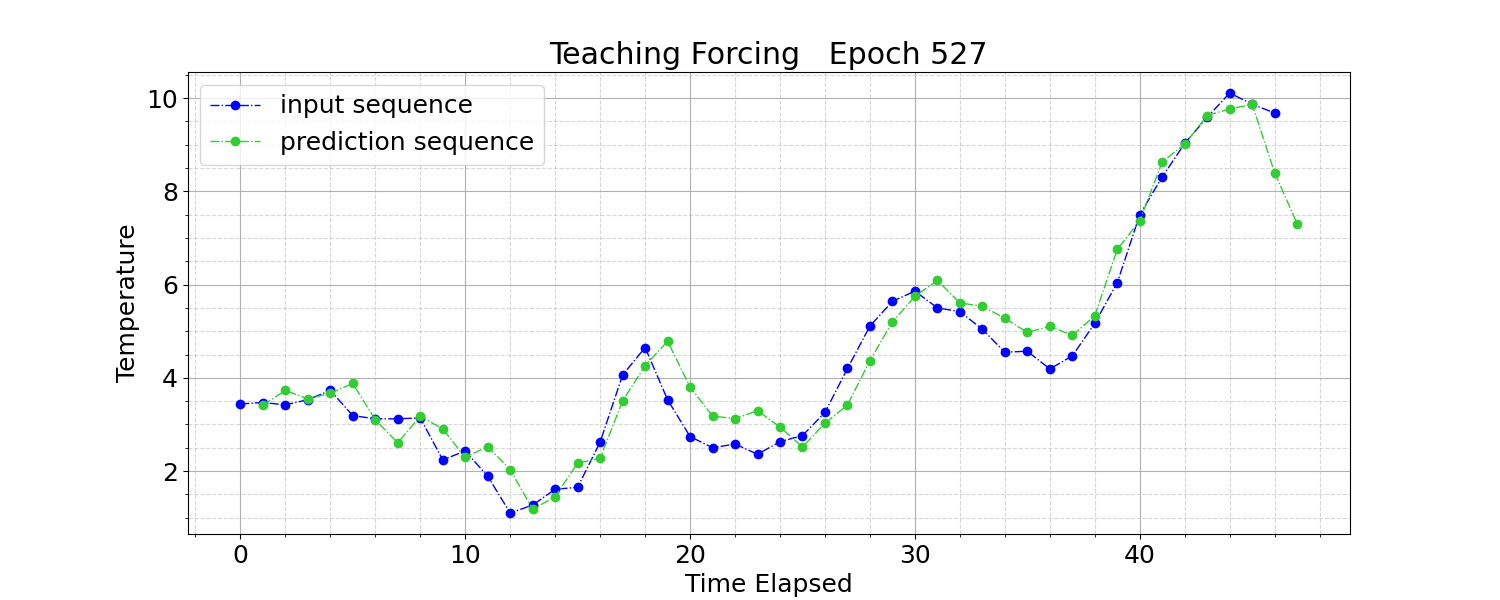 Teaching Forcing   Epoch 527
input sequence
prediction sequence
Temperature
10
8
6
4
2
0 10 20 30 40
Time Elapsed